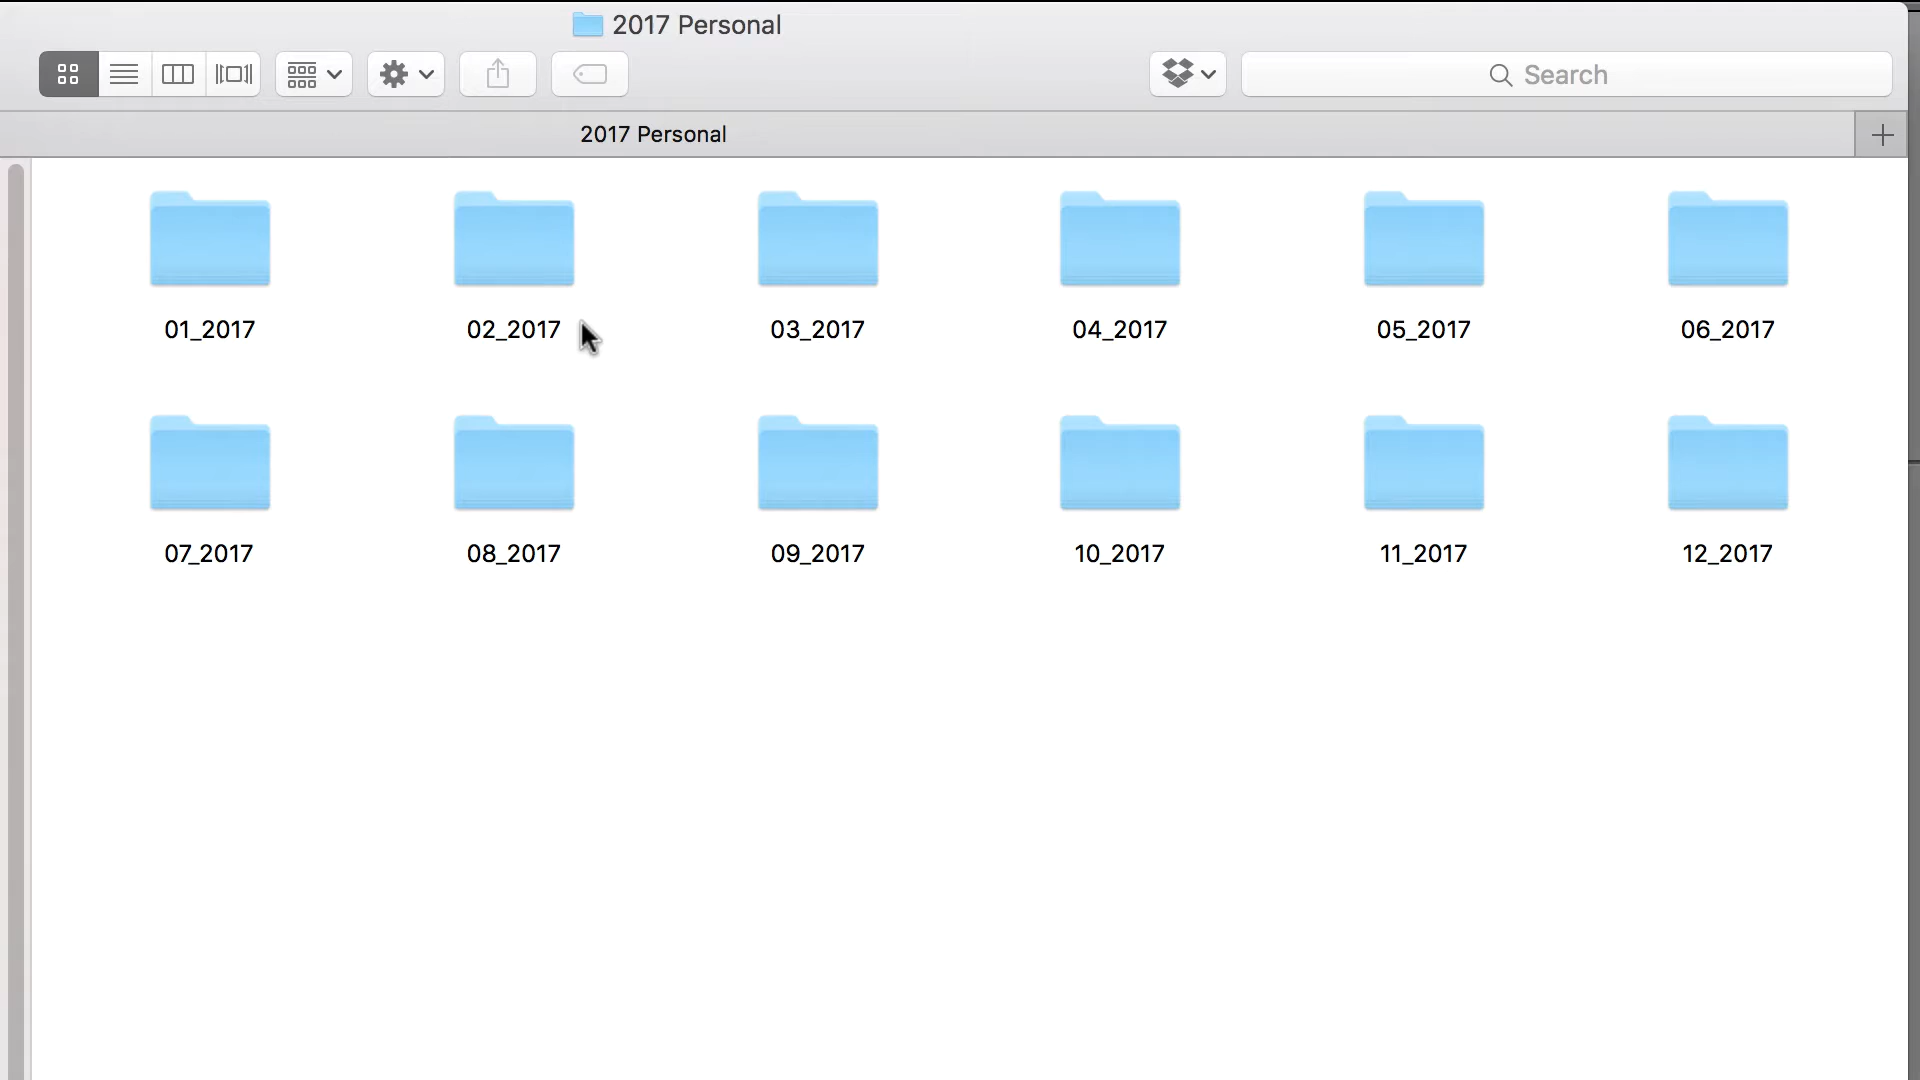 2017 Personal
Search
2017 Personal
01_2017 02_2017 03_2017 04_2017 05_2017 06_2017
07_2017 08_2017 09_2017 10_2017 11_2017 12_2017